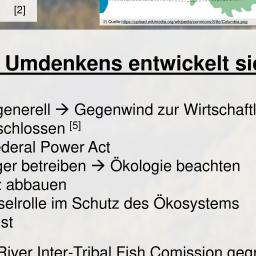 [2]
2) Quelle:https://upload.wikimedia.org/wikipedia/commons/5/5b/Columbia.png
Umdenkens entwickelt sie
generell → Gegenwind zur Wirtschaftl
schlossen [5]
ederal Power Act
ger betreiben → Ökologie beachten
abbauen
selrolle im Schutz des Ökosystems
st
River Inter-Tribal Fish Comission gegr